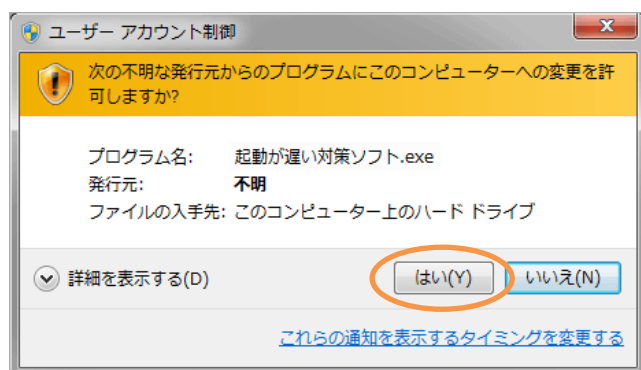 ユーザー アカウント制御
次の不明な発行元からのプログラムにこのコンピューターへの変更を許
可しますか?
プログラム名: 起動が遅い対策ソフト.exe
発行元: 不明
ファイルの入手先: このコンピューター上のハード ドライブ
詳細を表示する(D) はい(Y) いいえ(N)
これらの通知を表示するタイミングを変更する